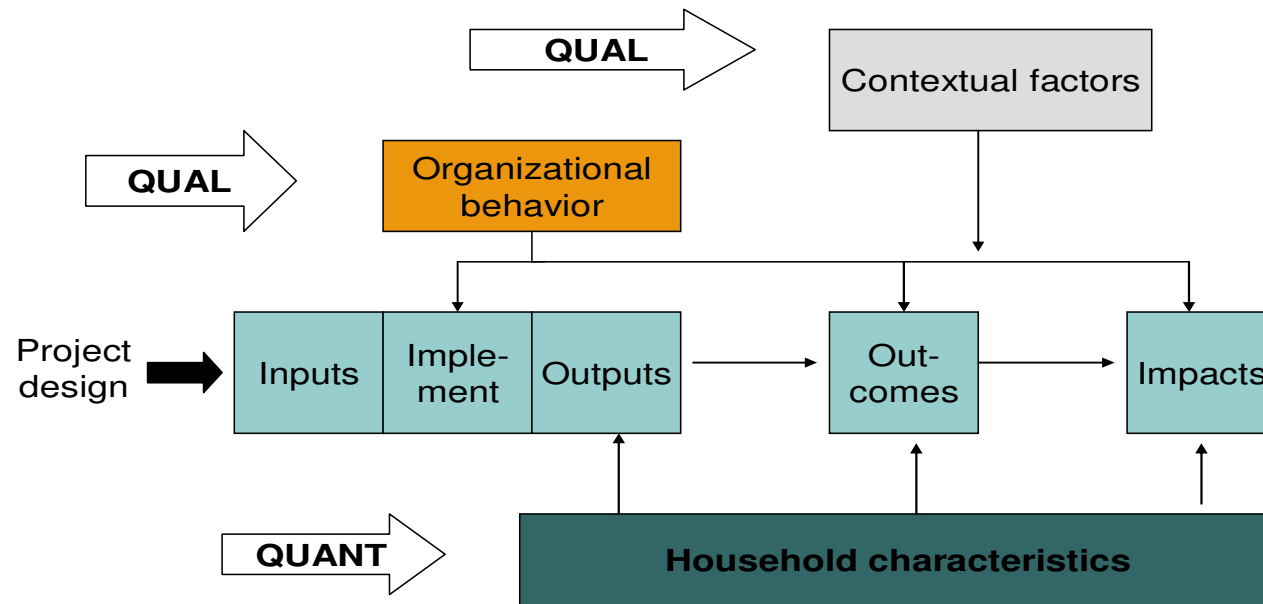 QUAL
Contextual factors
QUAL
Organizational
behavior
Project
design
Inputs
Imple-
ment
Outputs
Out-
comes
Impacts
QUANT
Household characteristics